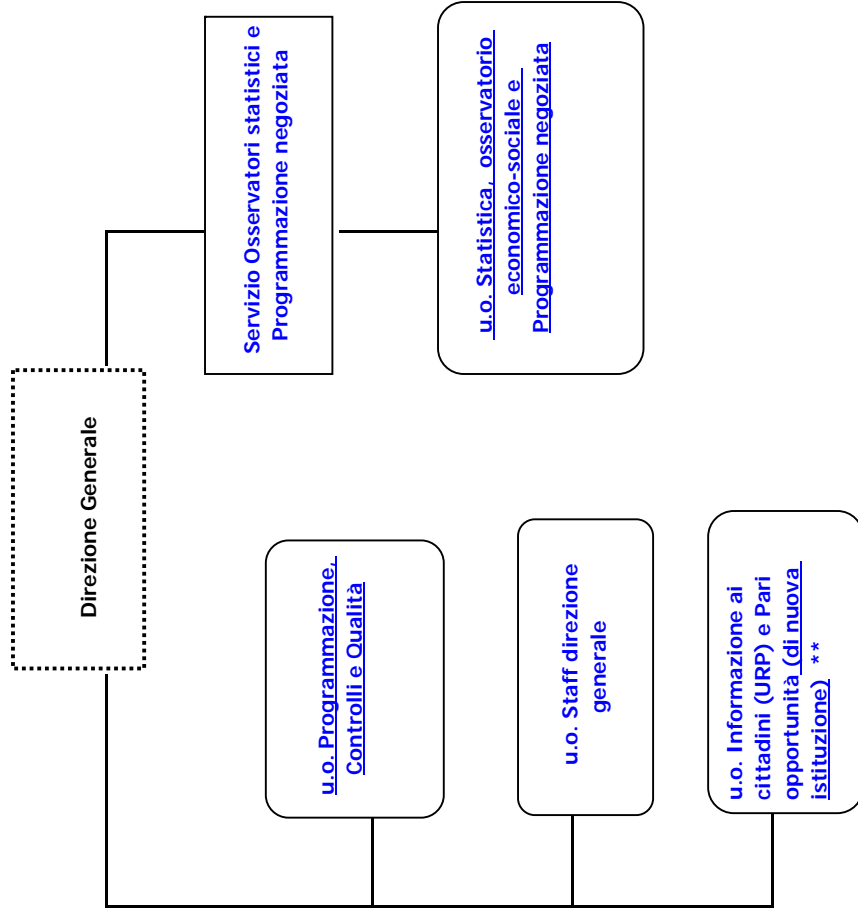 Direzione Generale
Servizio Osservatori statistici e
Programmazione negoziata
u.o. Statistica, osservatorio
economico-sociale e
Programmazione negoziata
u.o. Programmazione,
Controlli e Qualità
u.o. Staff direzione
generale
u.o. Informazione ai
cittadini (URP) e Pari
opportunità (di nuova
istituzione) **